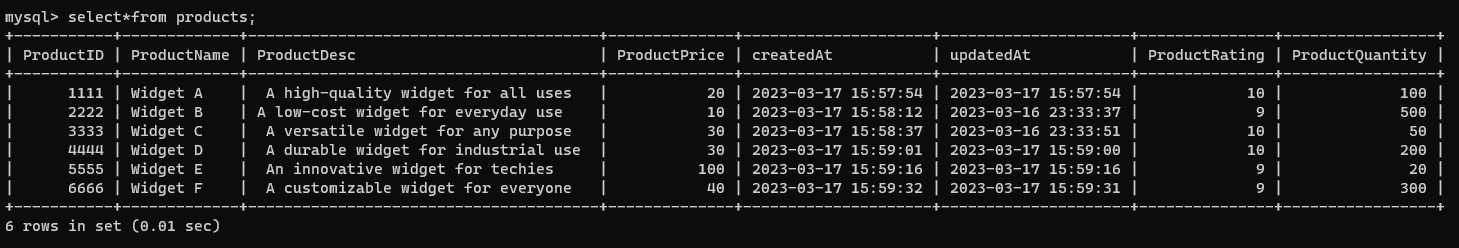 mysql> select*from products;
+-----------+-------------+---------------------------------------+--------------+---------------------+---------------------+---------------+-----------------+
| ProductID | ProductName | ProductDesc                           | ProductPrice | createdAt           | updatedAt           | ProductRating | ProductQuantity |
+-----------+-------------+---------------------------------------+--------------+---------------------+---------------------+---------------+-----------------+
|      1111 | Widget A    |  A high-quality widget for all uses   |           20 | 2023-03-17 15:57:54 | 2023-03-17 15:57:54 |            10 |             100 |
|      2222 | Widget B    | A low-cost widget for everyday use    |           10 | 2023-03-17 15:58:12 | 2023-03-16 23:33:37 |             9 |             500 |
|      3333 | Widget C    |  A versatile widget for any purpose   |           30 | 2023-03-17 15:58:37 | 2023-03-16 23:33:51 |            10 |              50 |
|      4444 | Widget D    |  A durable widget for industrial use  |           30 | 2023-03-17 15:59:01 | 2023-03-17 15:59:00 |            10 |             200 |
|      5555 | Widget E    |  An innovative widget for techies     |          100 | 2023-03-17 15:59:16 | 2023-03-17 15:59:16 |             9 |              20 |
|      6666 | Widget F    |  A customizable widget for everyone   |           40 | 2023-03-17 15:59:32 | 2023-03-17 15:59:31 |             9 |             300 |
+-----------+-------------+---------------------------------------+--------------+---------------------+---------------------+---------------+-----------------+
6 rows in set (0.01 sec)